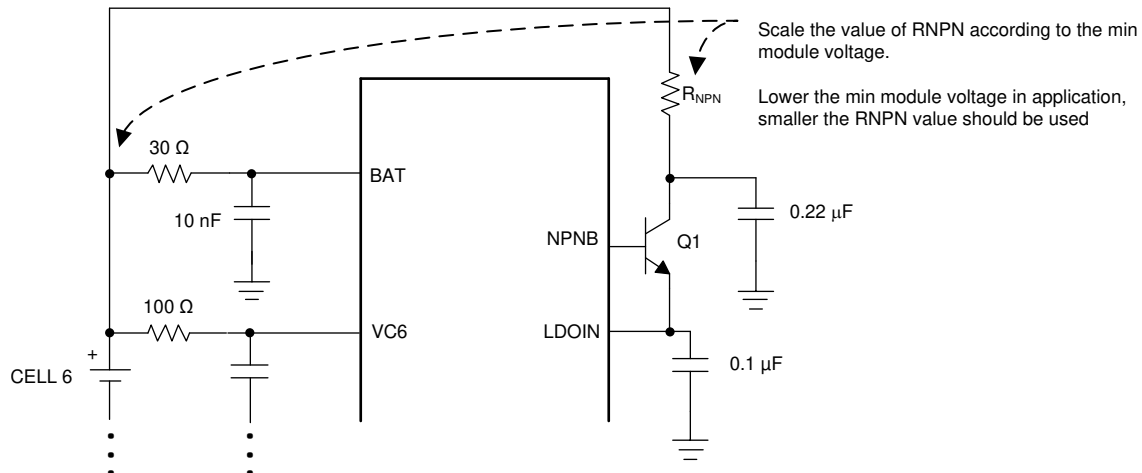 Scale the value of RNPN according to the min
module voltage.
Lower the min module voltage in application,
smaller the RNPN value should be used
RNPN
30 Ω
BAT
10 nF
0.22 μF
NPNB
Q1
100 Ω
VC6
LDOIN
+
CELL 6
0.1 μF